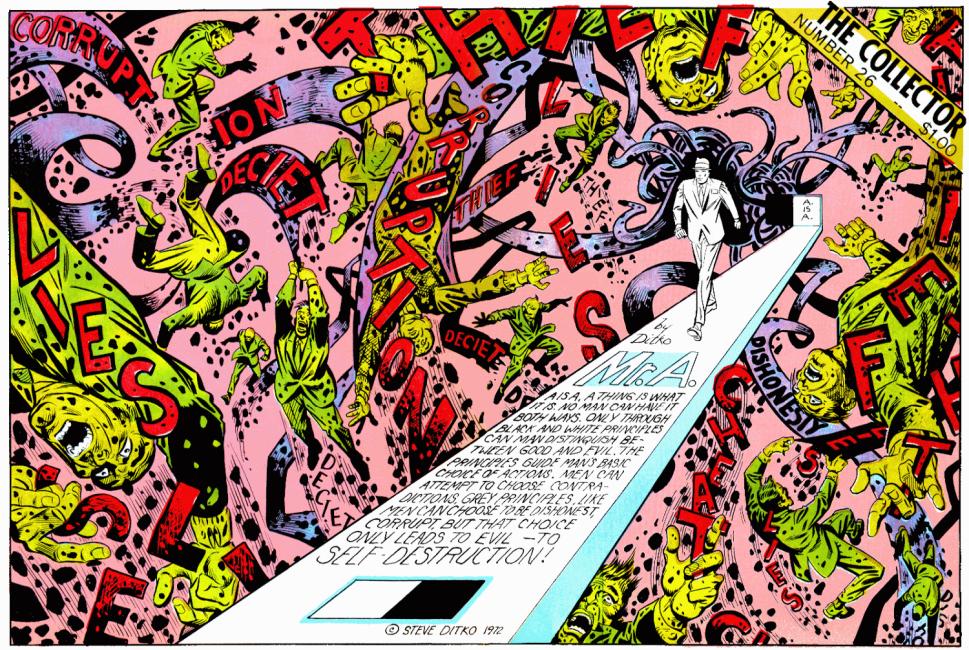 CORRUPT
ION
DECIET
THIEF
THE COLLECTOR
NUMBER 26
$1.00
CORRUPTION
LIES
THIEF
THIEF
LIES
DECIET
A.
IS
A.
by
Ditko
Mr. A.
A IS A, A THING IS WHAT
IT IS. NO MAN CAN HAVE IT
BOTH WAYS. ONLY THROUGH
BLACK AND WHITE PRINCIPLES
CAN MAN DISTINGUISH BE-
TWEEN GOOD AND EVIL. THE
PRINCIPLES GUIDE MAN'S BASIC
CHOICE OF ACTIONS. MEN CAN
ATTEMPT TO CHOOSE CONTRA-
DICTIONS, GREY PRINCIPLES, LIKE
MEN CAN CHOOSE TO BE DISHONEST,
CORRUPT. BUT THAT CHOICE
ONLY LEADS TO EVIL — TO
SELF-DESTRUCTION!
DECIET
DISHONESTY
THIEF
CHEAT
LIES
© STEVE DITKO 1972